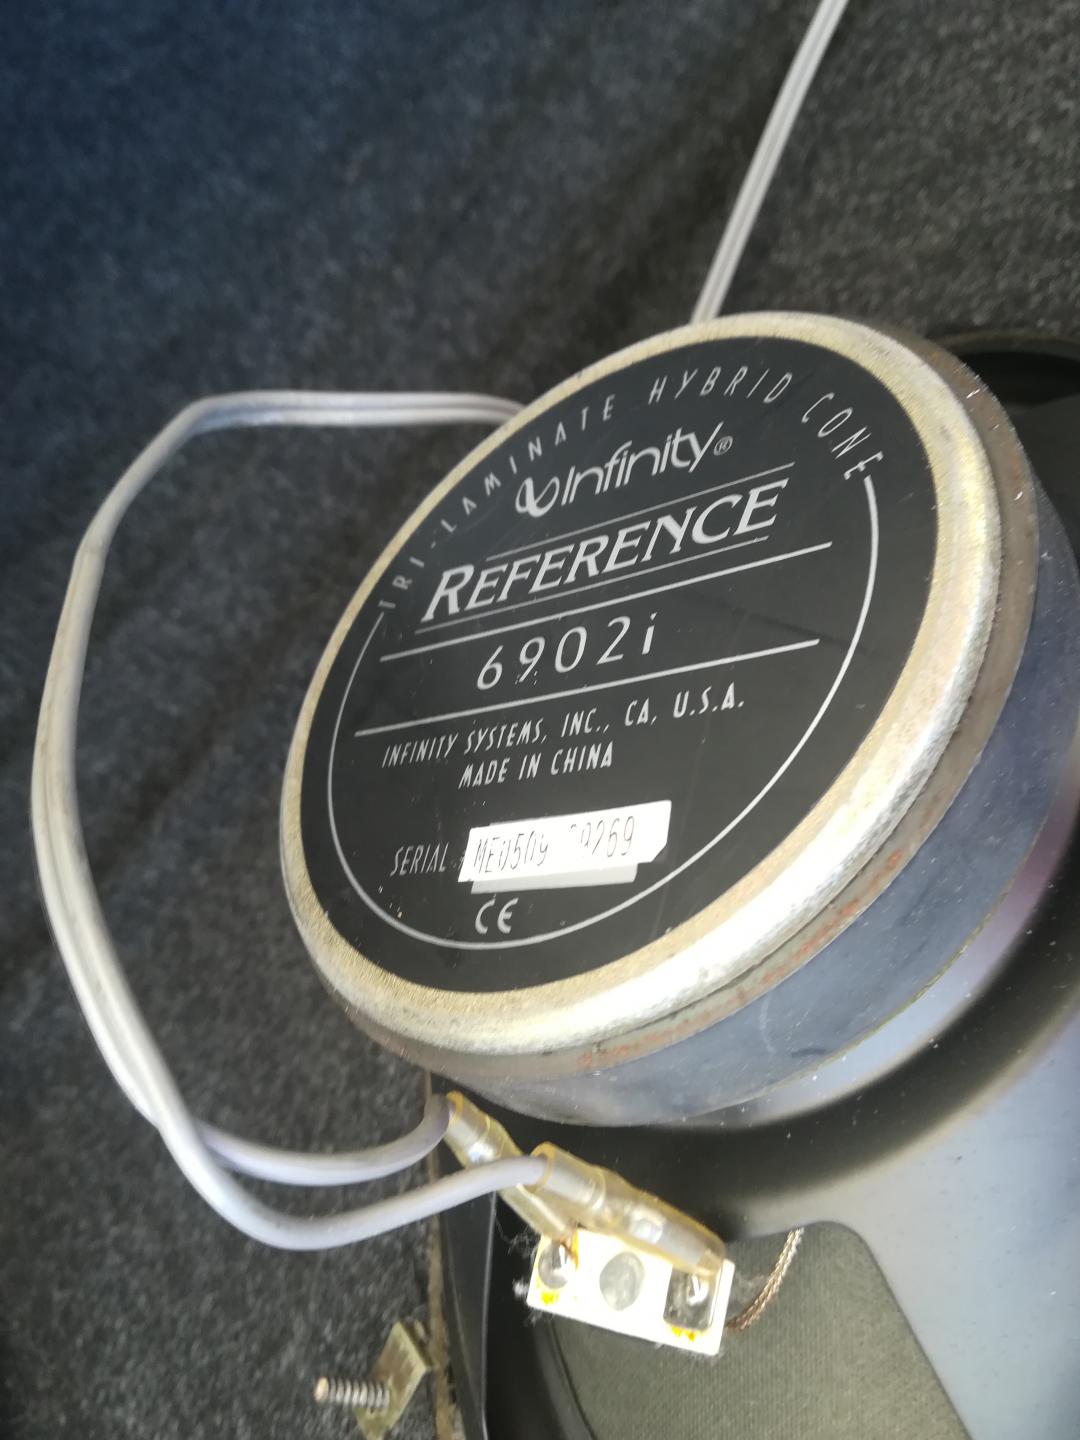 TRI-LAMINATE HYBRID CONE
Infinity®
REFERENCE
6902i
INFINITY SYSTEMS, INC., CA, U.S.A.
MADE IN CHINA
SERIAL
CE